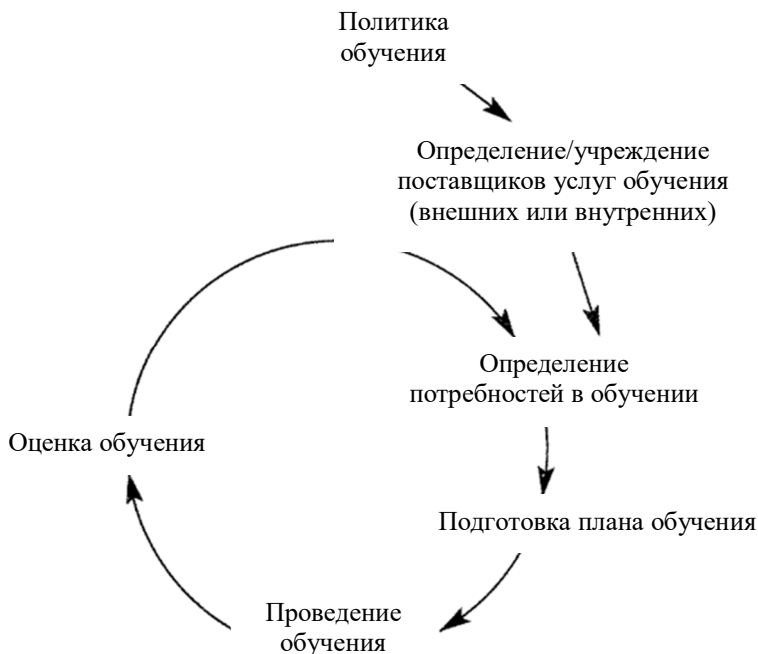 Политика
обучения
Определение/учреждение
поставщиков услуг обучения
(внешних или внутренних)
Определение
потребностей в обучении
Оценка обучения
Подготовка плана обучения
Проведение
обучения